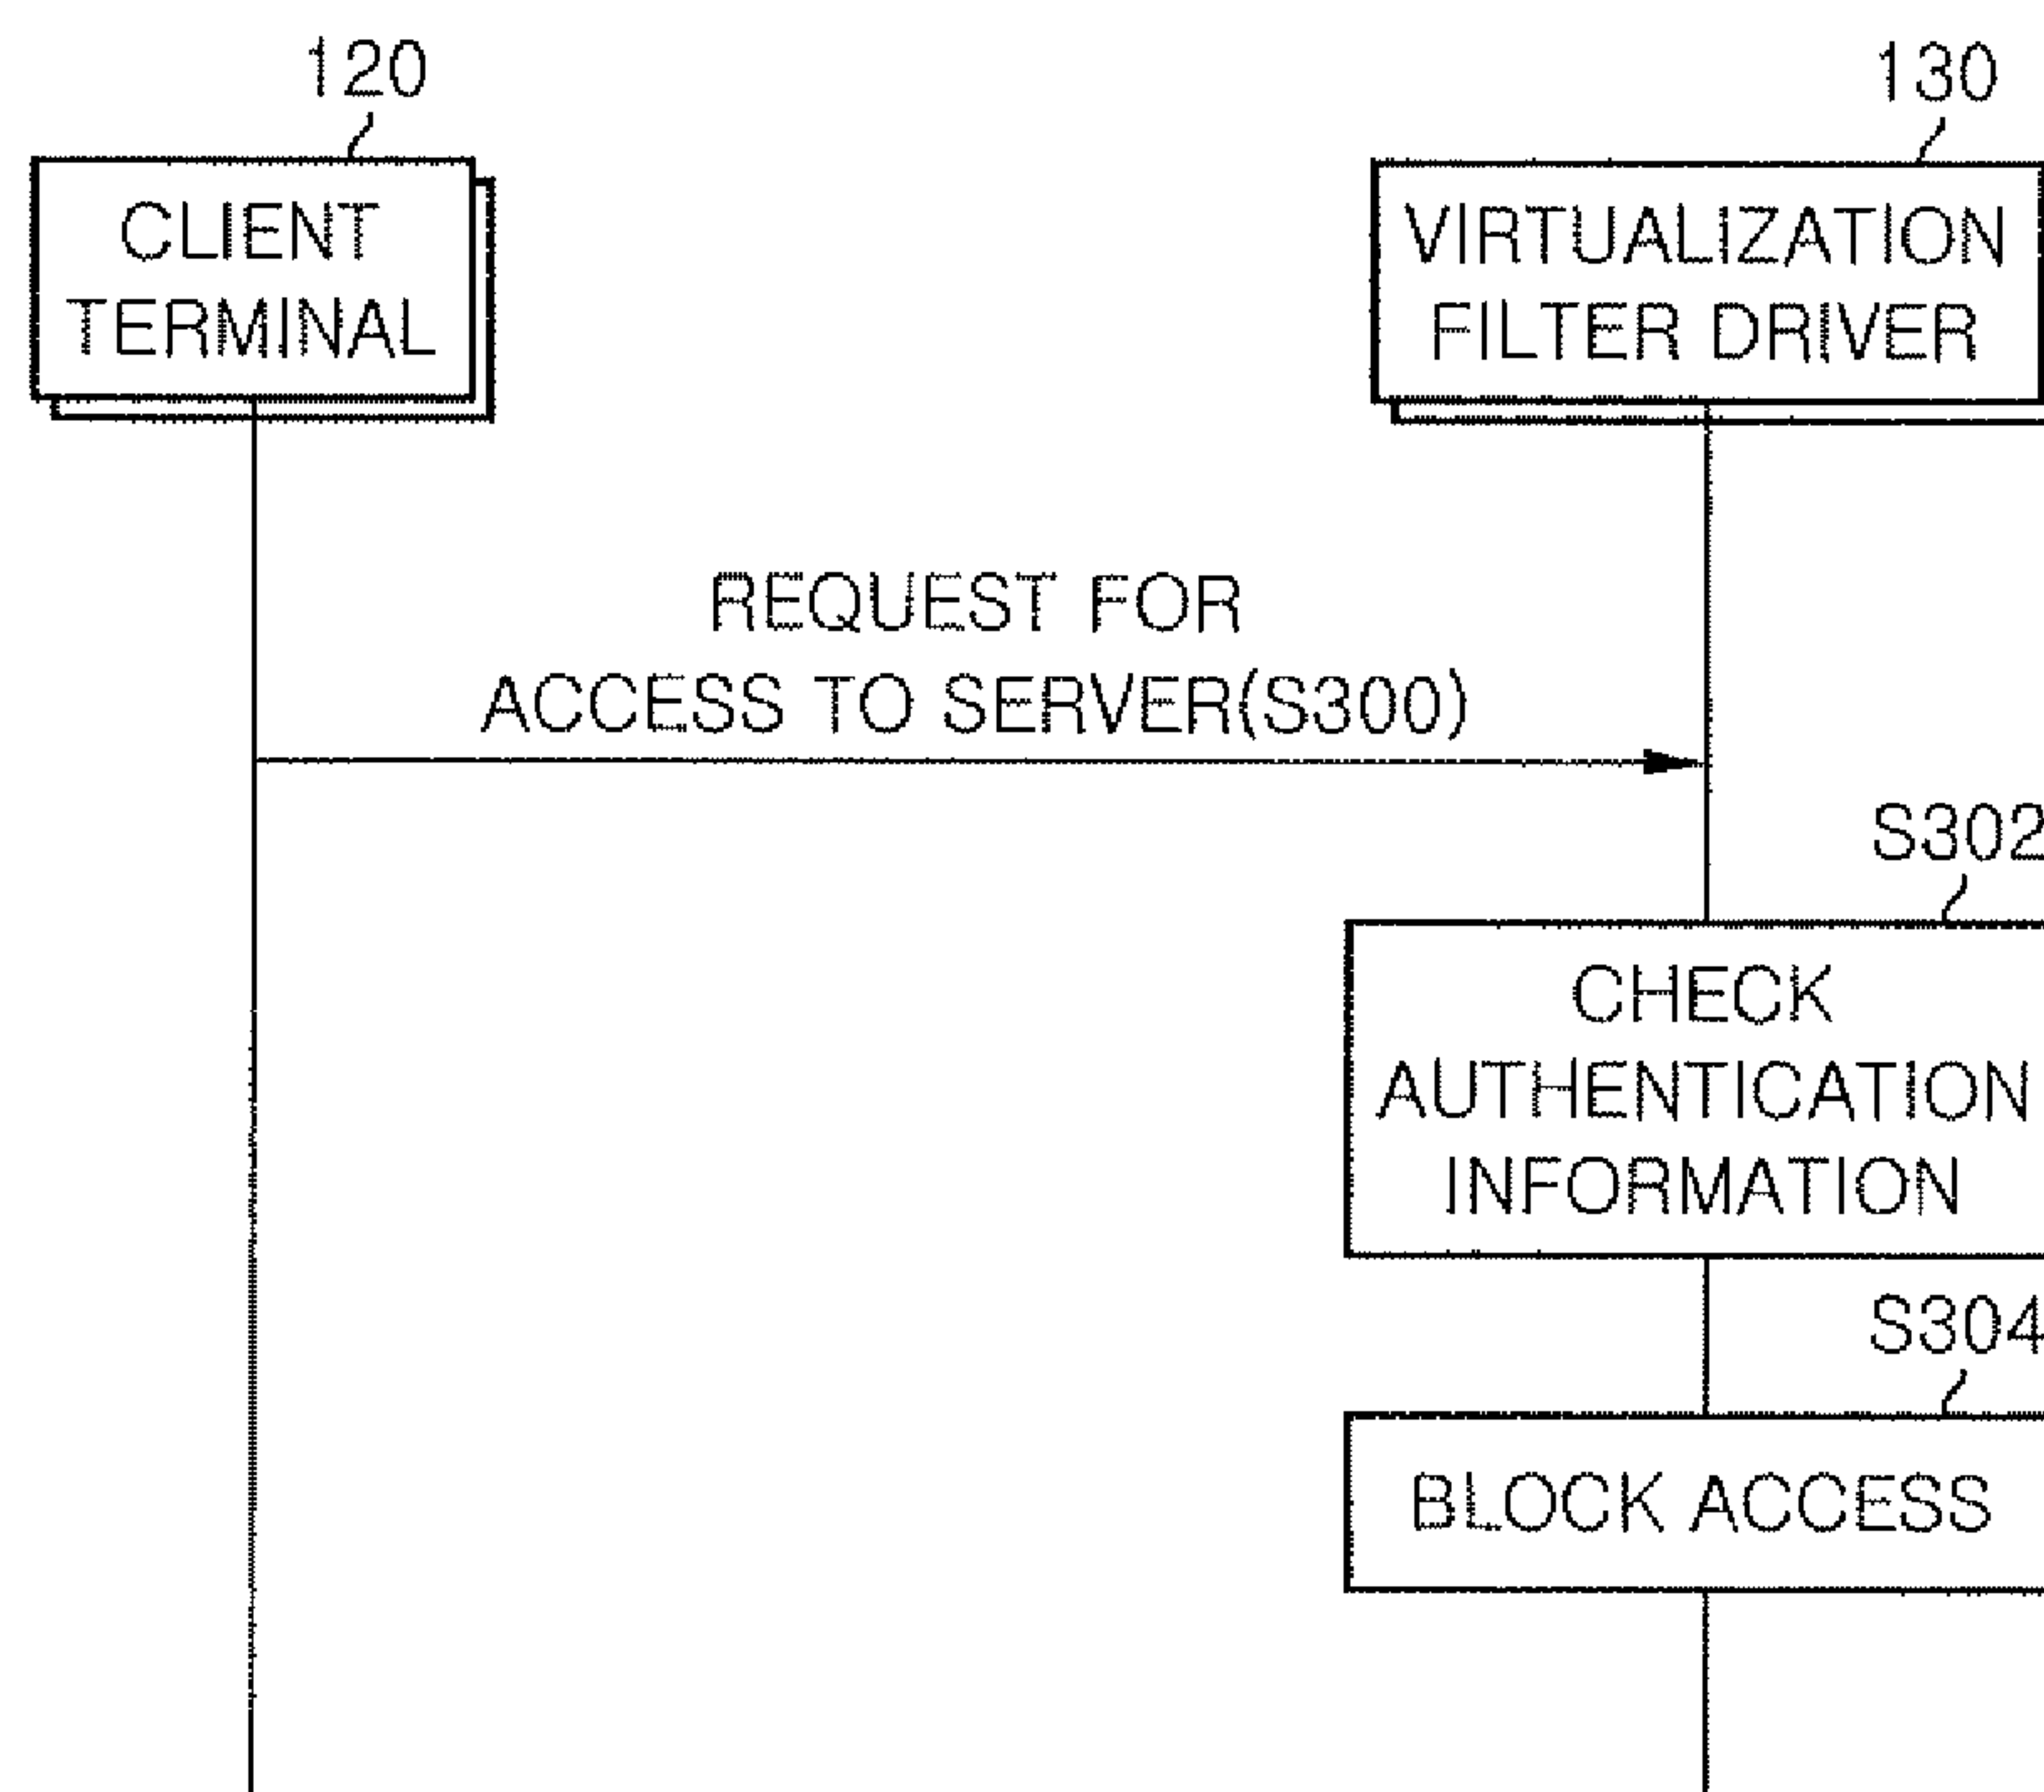 120
130
CLIENT
TERMINAL
VIRTUALIZATION
FILTER DRIVER
REQUEST FOR
ACCESS TO SERVER(S300)
S302
CHECK
AUTHENTICATION
INFORMATION
S304
BLOCK ACCESS